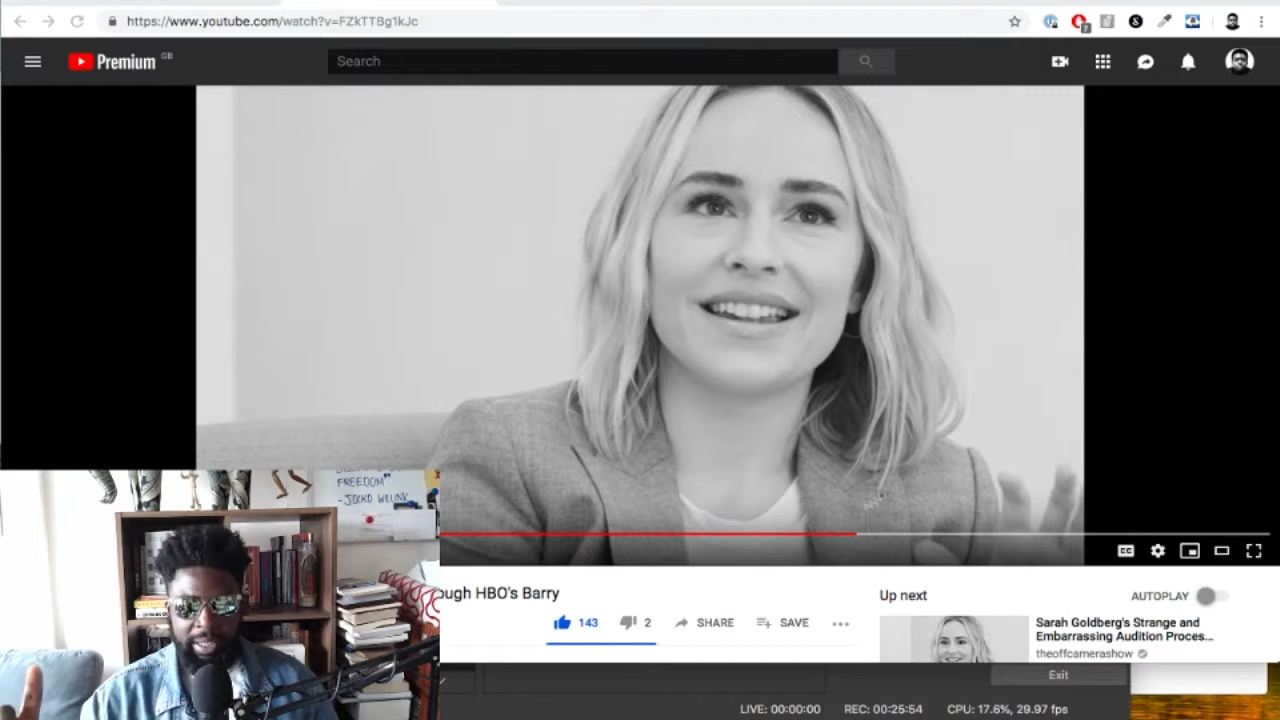 https://www.youtube.com/watch?v=FZkTTBg1kJc
7
Premium GB
Search
S
FREEDOM"
-JOCKO WILLINK
CC
ough HBO's Barry
143
2
SHARE
SAVE
Up next
AUTOPLAY
Sarah Goldberg's Strange and
Embarrassing Audition Proces...
theoffcamerashow
Exit
LIVE: 00:00:00
REC: 00:25:54
CPU: 17.6%, 29.97 fps